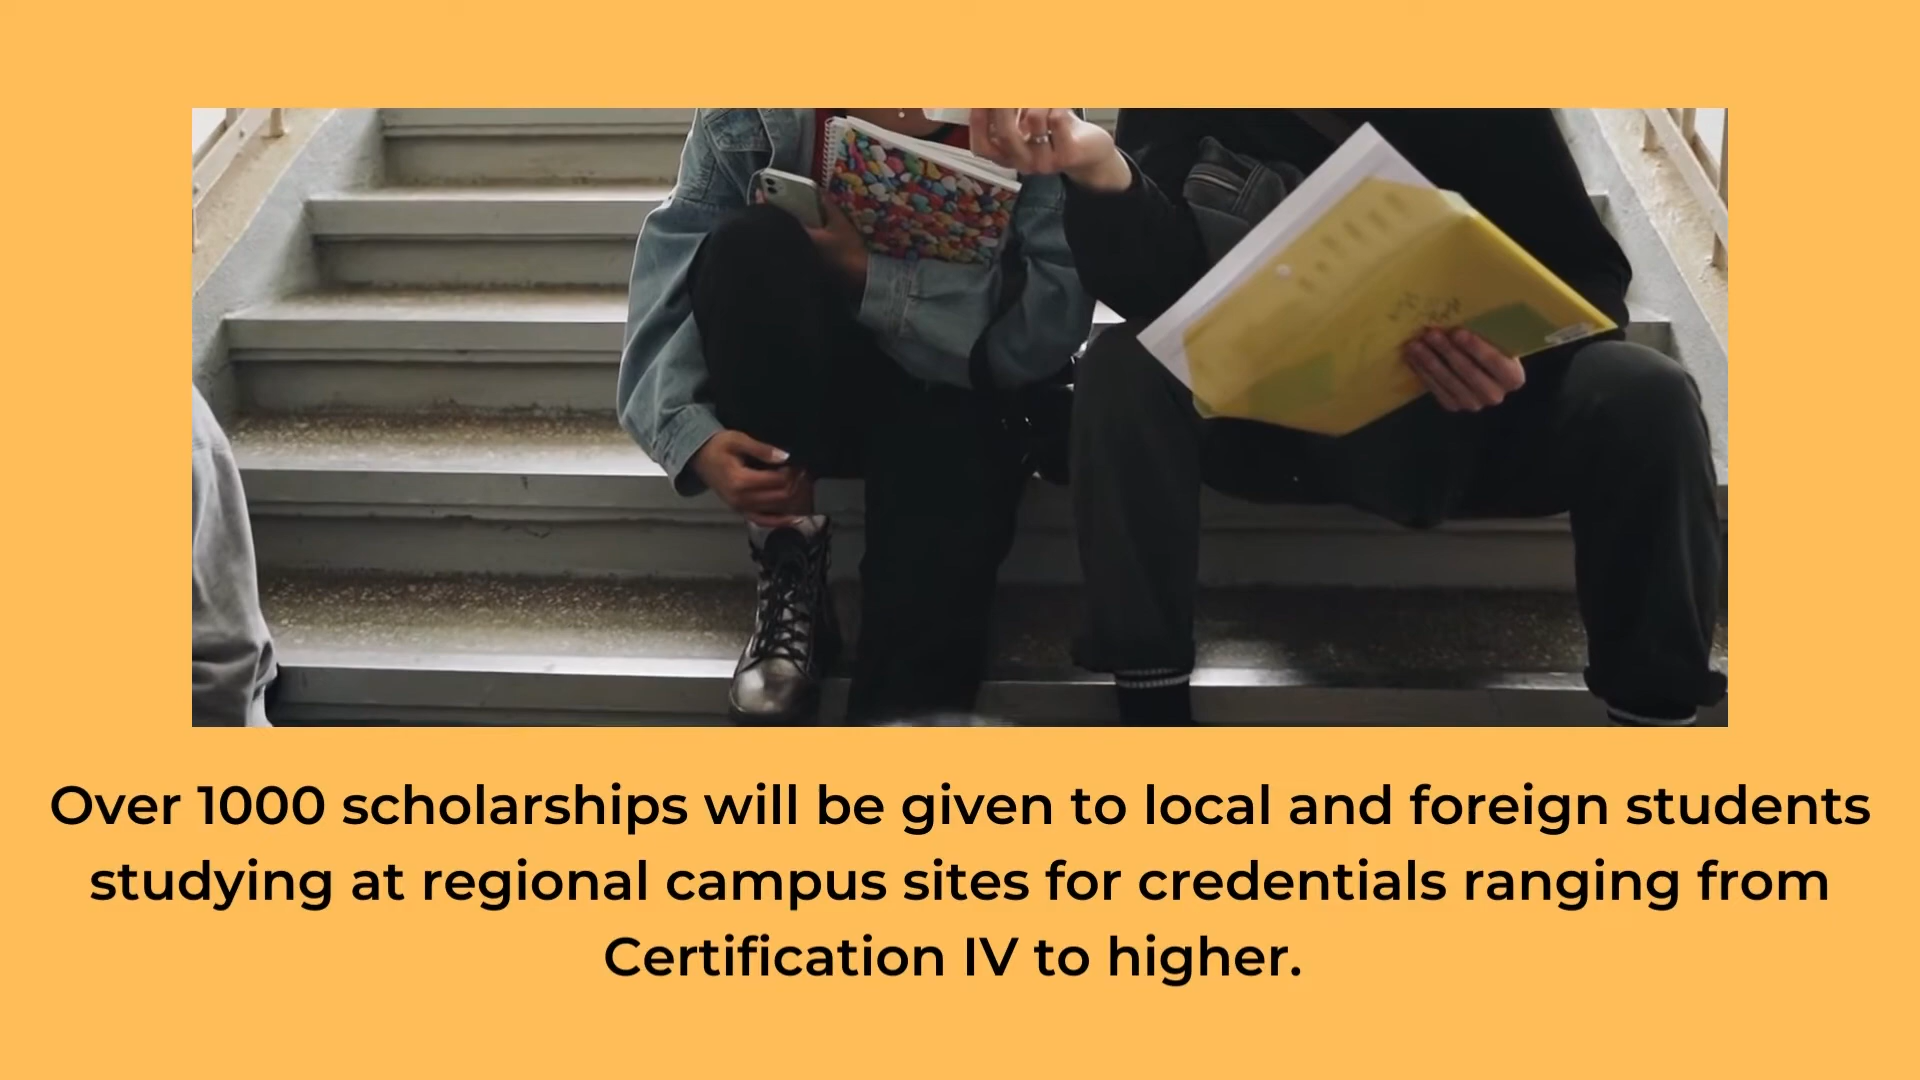 Over 1000 scholarships will be given to local and foreign students
studying at regional campus sites for credentials ranging from
Certification IV to higher.